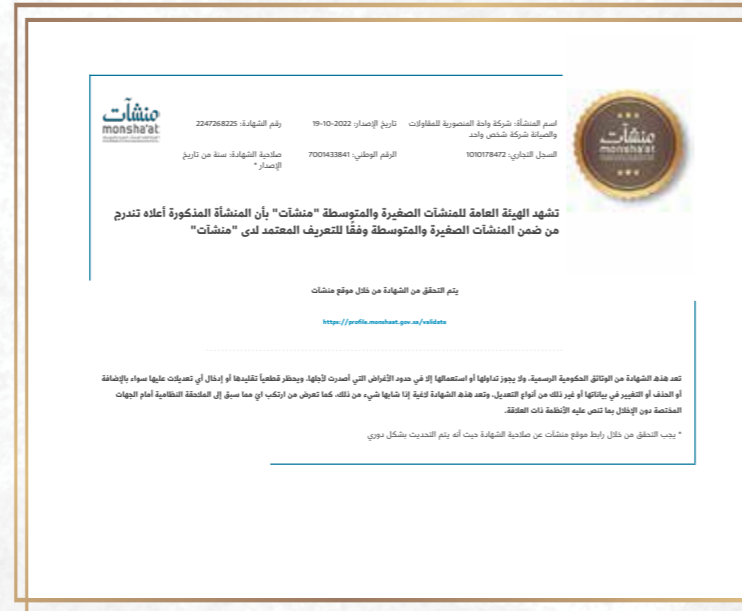 منشآت
monsha'at
اسم المنشأة: شركة واحة المنصورية للمقاولات والصيانة شركة شخص واحد
تاريخ الإصدار: 2022-10-19
رقم الشهادة: 2247268225
السجل التجاري: 1010178472
الرقم الوطني: 7001433841
صلاحية الشهادة: سنة من تاريخ الإصدار *
منشآت
monsha'at
تشهد الهيئة العامة للمنشآت الصغيرة والمتوسطة "منشآت" بأن المنشأة المذكورة أعلاه تندرج
من ضمن المنشآت الصغيرة والمتوسطة وفقًا للتعريف المعتمد لدى "منشآت"
يتم التحقق من الشهادة من خلال موقع منشآت
https://profile.monshaat.gov.sa/validate
تعد هذه الشهادة من الوثائق الحكومية الرسمية، ولا يجوز تداولها أو استعمالها إلا في حدود الأغراض التي أصدرت لأجلها، ويحظر قطعياً تقليدها أو إدخال أي تعديلات عليها سواء بالإضافة
أو الحذف أو التغيير في بياناتها أو غير ذلك من أنواع التعديل، وتعد هذه الشهادة لاغية إذا شابها شيء من ذلك، كما تعرض من ارتكب اي مما سبق إلى الملاحقة النظامية أمام الجهات
المختصة دون الإخلال بما تنص عليه الأنظمة ذات العلاقة.
* يجب التحقق من خلال رابط موقع منشآت عن صلاحية الشهادة حيث أنه يتم التحديث بشكل دوري